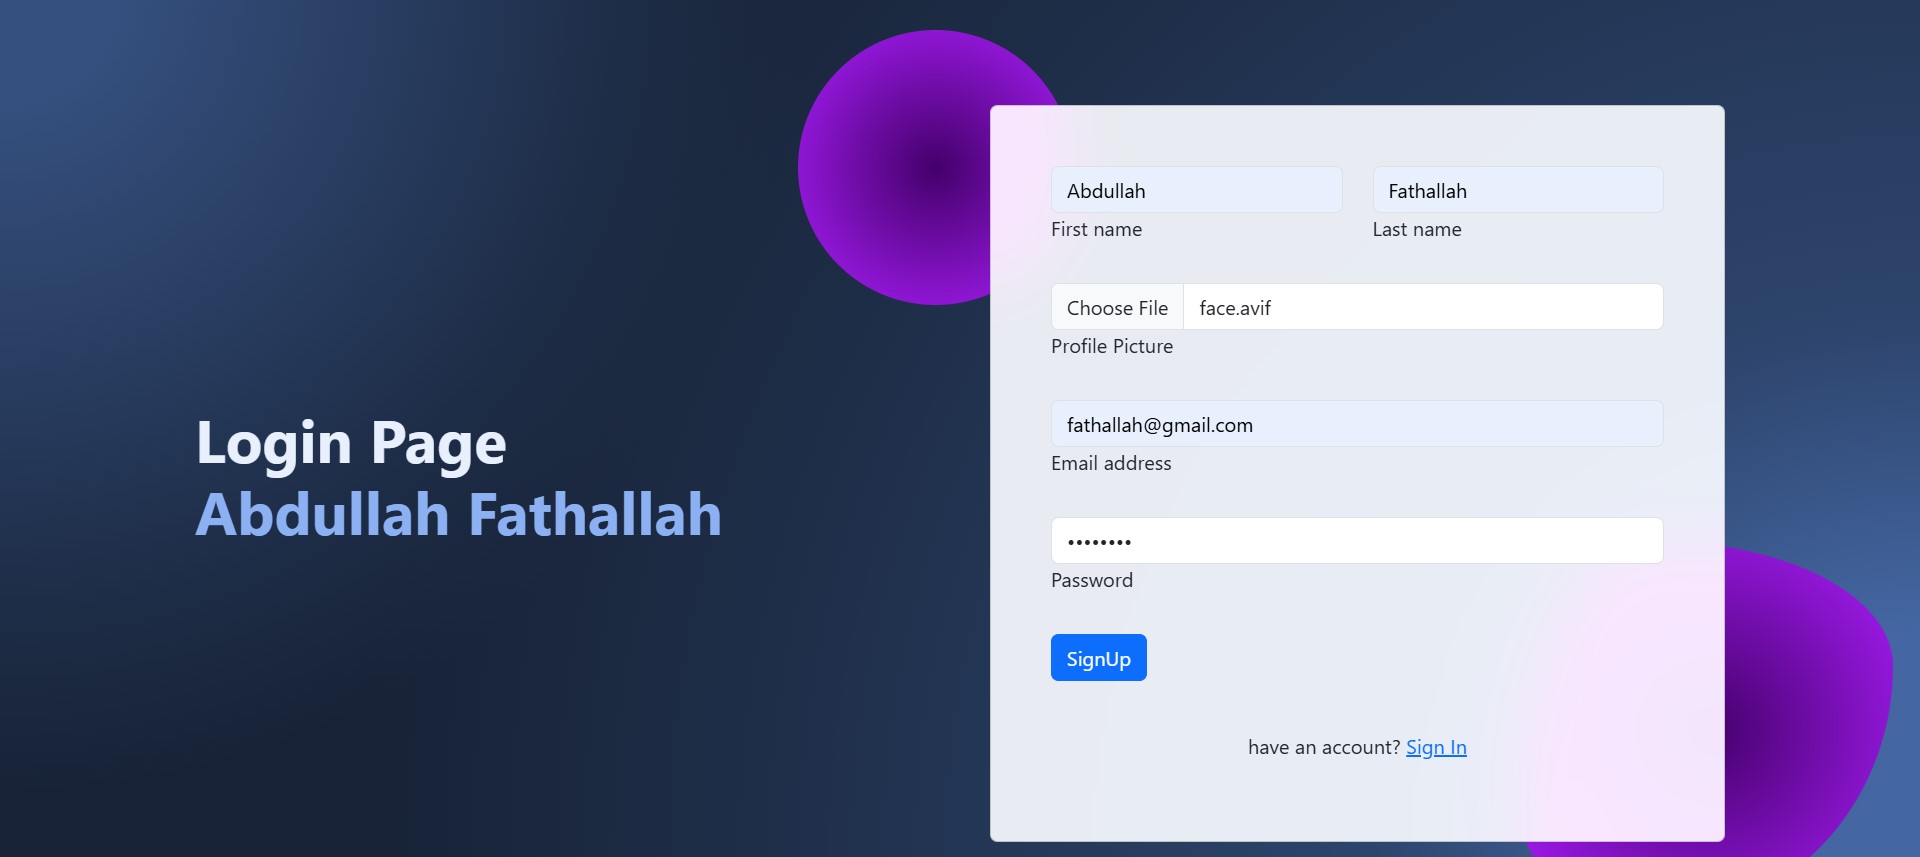 Login Page
Abdullah Fathallah
Abdullah Fathallah
First name Last name
Choose File face.avif
Profile Picture
fathallah@gmail.com
Email address
••••••••
Password
SignUp
have an account? Sign In